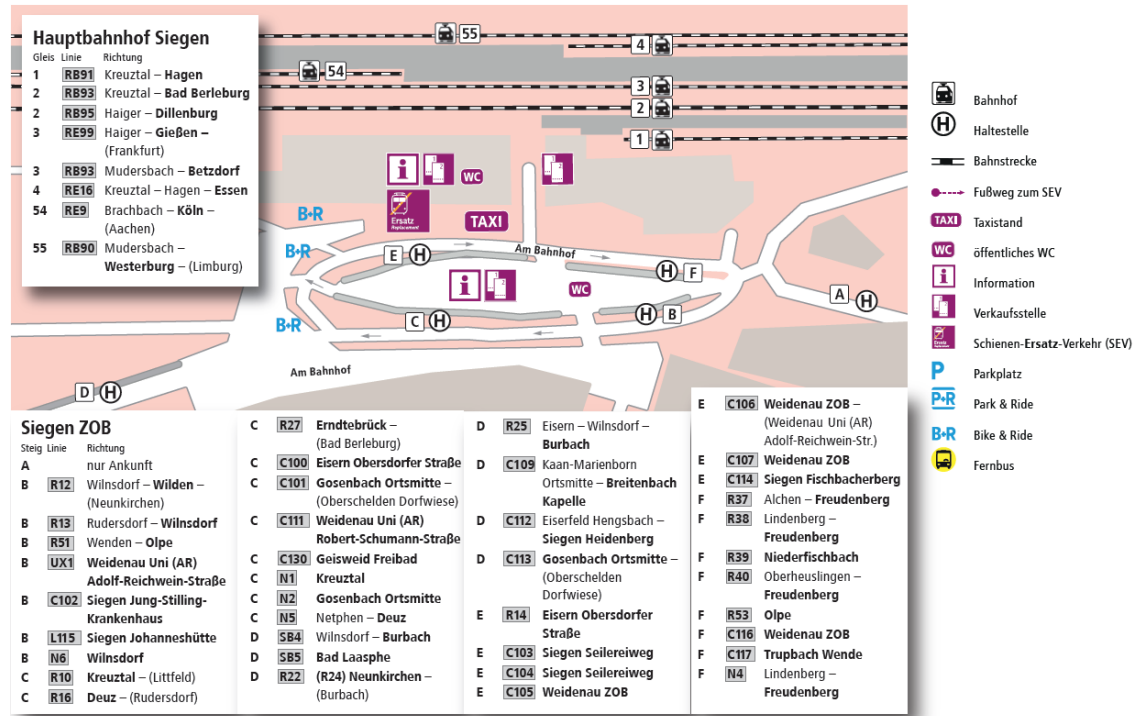 Hauptbahnhof Siegen
Gleis Linie Richtung
1 RB91 Kreuztal – Hagen
2 RB93 Kreuztal – Bad Berleburg
2 RB95 Haiger – Dillenburg
3 RE99 Haiger – Gießen –
(Frankfurt)
3 RB93 Mudersbach – Betzdorf
4 RE16 Kreuztal – Hagen – Essen
54 RE9 Brachbach – Köln –
(Aachen)
55 RB90 Mudersbach –
Westerburg – (Limburg)
55
4
54
3
2
1
i
WC
Ersatz
Replacement
TAXI
B+R
B+R
B+R
Am Bahnhof
E H
H F
i
WC
C H
H B
A H
D H
Am Bahnhof
Bahnhof
H Haltestelle
Bahnstrecke
Fußweg zum SEV
TAXI Taxistand
WC öffentliches WC
i Information
Verkaufsstelle
Ersatz
Replacement
Schienen-Ersatz-Verkehr (SEV)
P Parkplatz
P+R Park & Ride
B+R Bike & Ride
Fernbus
Siegen ZOB
Steig Linie Richtung
A nur Ankunft
B R12 Wilnsdorf – Wilden –
(Neunkirchen)
B R13 Rudersdorf – Wilnsdorf
B R51 Wenden – Olpe
B UX1 Weidenau Uni (AR)
Adolf-Reichwein-Straße
B C102 Siegen Jung-Stilling-
Krankenhaus
B L115 Siegen Johanneshütte
B N6 Wilnsdorf
C R10 Kreuztal – (Littfeld)
C R16 Deuz – (Rudersdorf)
C R27 Erndtebrück –
(Bad Berleburg)
C C100 Eisern Obersdorfer Straße
C C101 Gosenbach Ortsmitte –
(Oberschelden Dorfwiese)
C C111 Weidenau Uni (AR)
Robert-Schumann-Straße
C C130 Geisweid Freibad
C N1 Kreuztal
C N2 Gosenbach Ortsmitte
C N5 Netphen – Deuz
D SB4 Wilnsdorf – Burbach
D SB5 Bad Laasphe
D R22 (R24) Neunkirchen –
(Burbach)
D R25 Eisern – Wilnsdorf –
Burbach
D C109 Kaan-Marienborn
Ortsmitte – Breitenbach
Kapelle
D C112 Eiserfeld Hengsbach –
Siegen Heidenberg
D C113 Gosenbach Ortsmitte –
(Oberschelden
Dorfwiese)
E R14 Eisern Obersdorfer
Straße
E C103 Siegen Seilereiweg
E C104 Siegen Seilereiweg
E C105 Weidenau ZOB
E C106 Weidenau ZOB –
(Weidenau Uni (AR)
Adolf-Reichwein-Str.)
E C107 Weidenau ZOB
E C114 Siegen Fischbacherberg
F R37 Alchen – Freudenberg
F R38 Lindenberg –
Freudenberg
F R39 Niederfischbach
F R40 Oberheuslingen –
Freudenberg
F R53 Olpe
F C116 Weidenau ZOB
F C117 Trupbach Wende
F N4 Lindenberg –
Freudenberg